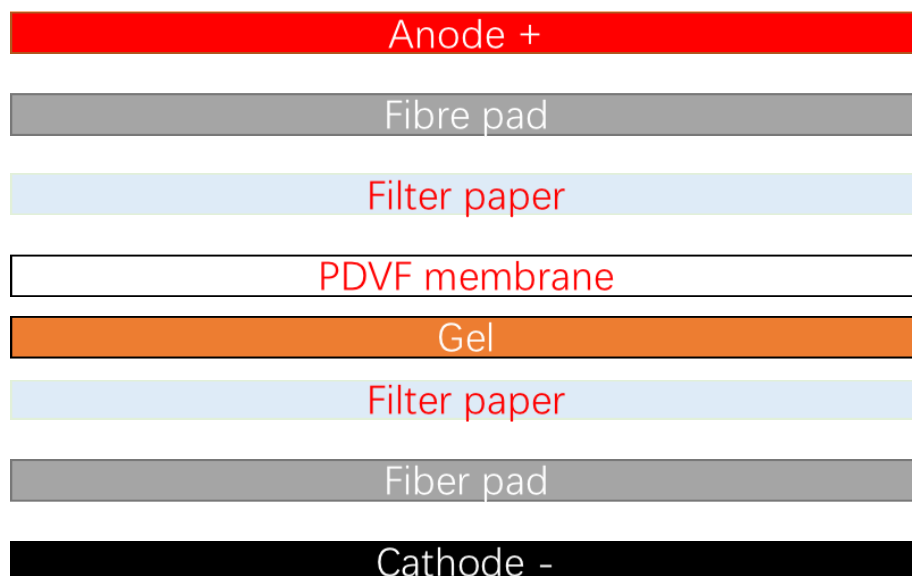 Anode +
Fibre pad
Filter paper
PDVF membrane
Gel
Filter paper
Fiber pad
Cathode -